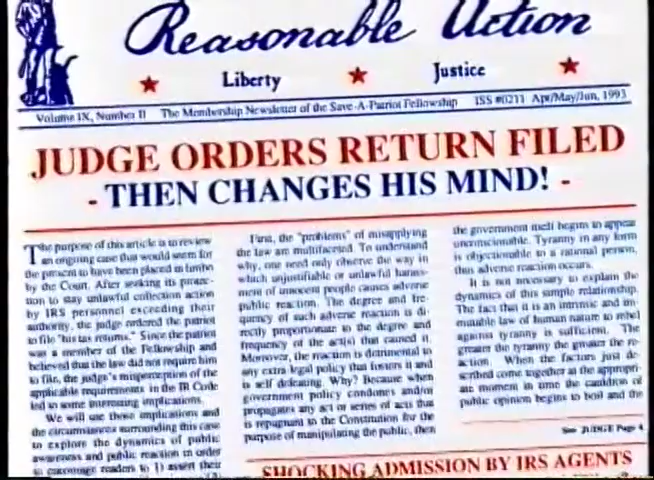 Reasonable Action
Liberty Justice
Volume IX, Number II The Membership Newsletter of the Save-A-Patriot Fellowship ISS #0211 Apr/May/Jun, 1993
JUDGE ORDERS RETURN FILED
- THEN CHANGES HIS MIND! -
The purpose of this article is to review
an ongoing case that would seem for
the present to have been placed in limbo
by the Court. After seeking its protec-
tion to stay unlawful collection action
by IRS personnel exceeding their
authority, the judge ordered the patriot
to file "his tax returns." Since the patriot
was a member of the Fellowship and
believed that the law did not require him
to file, the judge's misperception of the
applicable requirements in the IR Code
led to some interesting implications.
We will use those implications and
the circumstances surrounding this case
to explore the dynamics of public
awareness and public reaction in order
to encourage readers to 1) assert their
First, the "problems" of misapplying
the law are multifaceted. To understand
why, one need only observe the way in
which unjustifiable or unlawful harass-
ment of innocent people causes adverse
public reaction. The degree and fre-
quency of such adverse reaction is di-
rectly proportionate to the degree and
frequency of the act(s) that caused it.
Moreover, the reaction is detrimental to
any extra legal policy that fosters it and
is self defeating. Why? Because when
government policy condones and/or
propagates any act or series of acts that
is repugnant to the Constitution for the
purpose of manipulating the public, then
the government itself begins to appear
unconscionable. Tyranny in any form
is objectionable to a rational person,
thus adverse reaction occurs.
It is not necessary to explain the
dynamics of this simple relationship.
The fact that it is an intrinsic and im-
mutable law of human nature to rebel
against tyranny is sufficient. The
greater the tyranny the greater the re-
action. When the factors just de-
scribed come together at the appropri-
ate moment in time the cauldron of
public opinion begins to boil and the
See JUDGE Page 4
SHOCKING ADMISSION BY IRS AGENTS